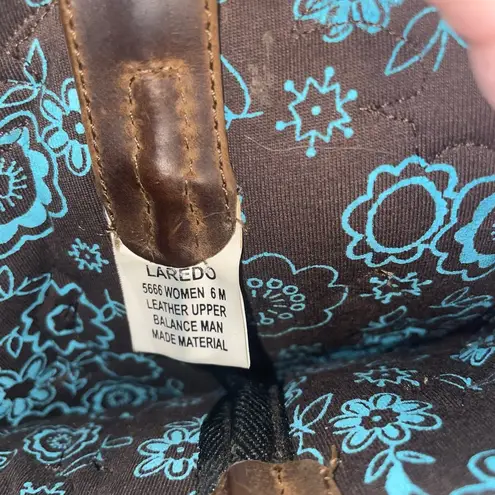 LAREDO
5666 WOMEN 6 M
LEATHER UPPER
BALANCE MAN
MADE MATERIAL